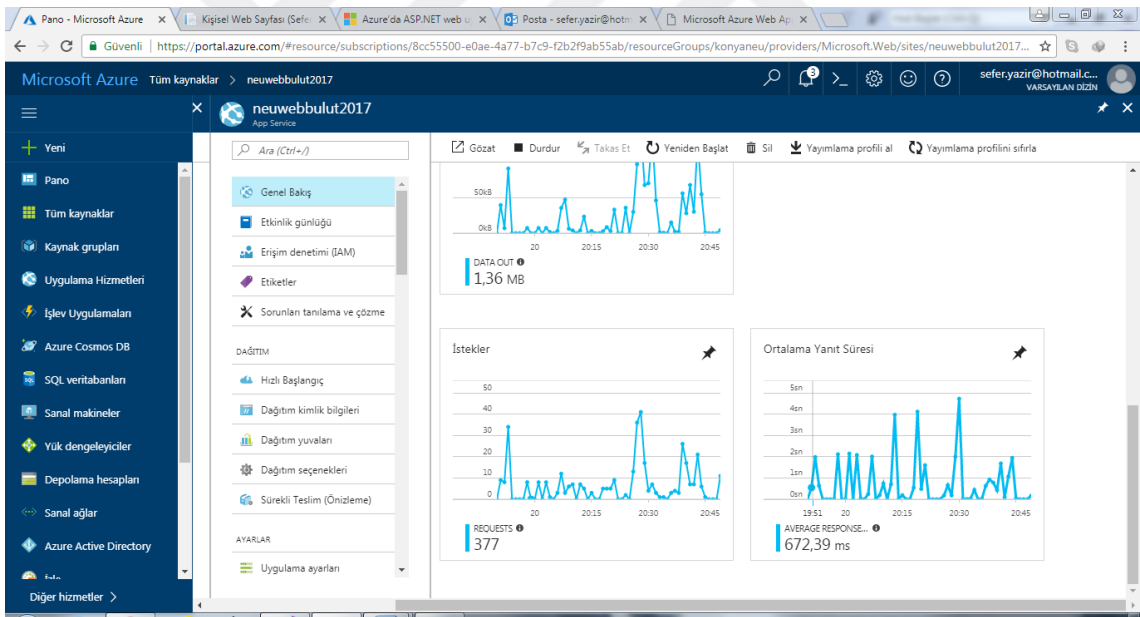 Pano - Microsoft Azure
Kişisel Web Sayfası (Sefe
Azure'da ASP.NET web u
Posta - sefer.yazir@hotm
Microsoft Azure Web Ap
Güvenli | https://portal.azure.com/#resource/subscriptions/8cc55500-e0ae-4a77-b7c9-f2b2f9ab55ab/resourceGroups/konyaneu/providers/Microsoft.Web/sites/neuwebbulut2017...
Microsoft Azure Tüm kaynaklar > neuwebbulut2017
3
sefer.yazir@hotmail.c...
VARSAYILAN DİZİN
neuwebbulut2017
App Service
Yeni
Pano
Tüm kaynaklar
Kaynak grupları
Uygulama Hizmetleri
İşlev Uygulamaları
Azure Cosmos DB
SQL veritabanları
Sanal makineler
Yük dengeleyiciler
Depolama hesapları
Sanal ağlar
Azure Active Directory
İzle
Diğer hizmetler >
Ara (Ctrl+/)
Genel Bakış
Etkinlik günlüğü
Erişim denetimi (IAM)
Etiketler
Sorunları tanılama ve çözme
DAĞITIM
Hızlı Başlangıç
Dağıtım kimlik bilgileri
Dağıtım yuvaları
Dağıtım seçenekleri
Sürekli Teslim (Önizleme)
AYARLAR
Uygulama ayarları
Gözat Durdur Takas Et Yeniden Başlat Sil Yayımlama profili al Yayımlama profilini sıfırla
50kB
0kB
20 20:15 20:30 20:45
DATA OUT
1,36 MB
İstekler
50
40
30
20
10
0
20 20:15 20:30 20:45
REQUESTS
377
Ortalama Yanıt Süresi
5sn
4sn
3sn
2sn
1sn
0sn
19:51 20 20:15 20:30 20:45
AVERAGE RESPONSE...
672,39 ms